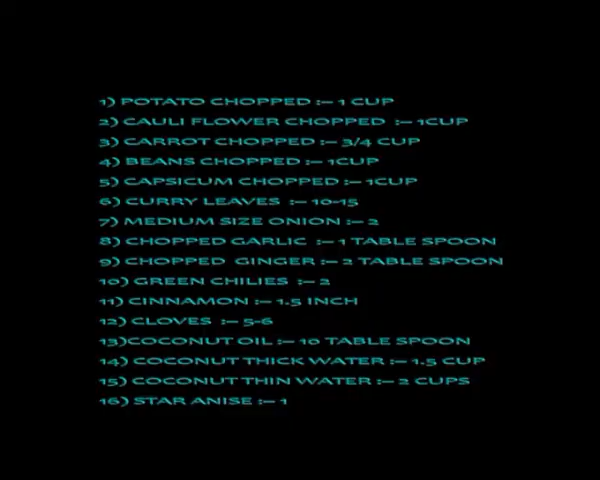 1) POTATO CHOPPED :– 1 CUP
2) CAULI FLOWER CHOPPED :– 1CUP
3) CARROT CHOPPED :– 3/4 CUP
4) BEANS CHOPPED :– 1CUP
5) CAPSICUM CHOPPED :– 1CUP
6) CURRY LEAVES :– 10-15
7) MEDIUM SIZE ONION :– 2
8) CHOPPED GARLIC :– 1 TABLE SPOON
9) CHOPPED GINGER :– 2 TABLE SPOON
10) GREEN CHILIES :– 2
11) CINNAMON :– 1.5 INCH
12) CLOVES :– 5-6
13)COCONUT OIL :– 10 TABLE SPOON
14) COCONUT THICK WATER :– 1.5 CUP
15) COCONUT THIN WATER :– 2 CUPS
16) STAR ANISE :– 1